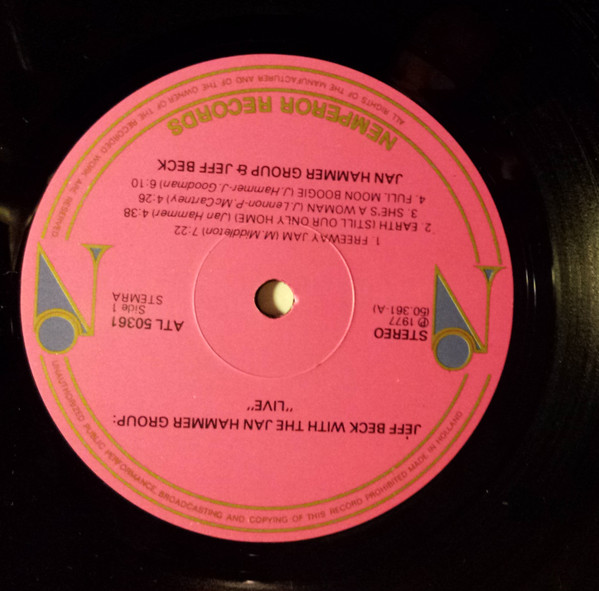 JEFF BECK WITH THE JAN HAMMER GROUP:
"LIVE"
STEREO
℗ 1977
(50.361-A)
ATL 50361
Side 1
STEMRA
1. FREEWAY JAM (M. Middleton) 7:22
2. EARTH (STILL OUR ONLY HOME) (Jan Hammer) 4:38
3. SHE'S A WOMAN (J. Lennon-P. McCartney) 4:26
4. FULL MOON BOOGIE (J. Hammer-J. Goodman) 6:10
JAN HAMMER GROUP & JEFF BECK
NEMPEROR RECORDS
ALL RIGHTS OF THE MANUFACTURER AND OF THE OWNER OF THE RECORDED WORK ARE RESERVED
UNAUTHORIZED PUBLIC PERFORMANCE, BROADCASTING AND COPYING OF THIS RECORD PROHIBITED MADE IN HOLLAND